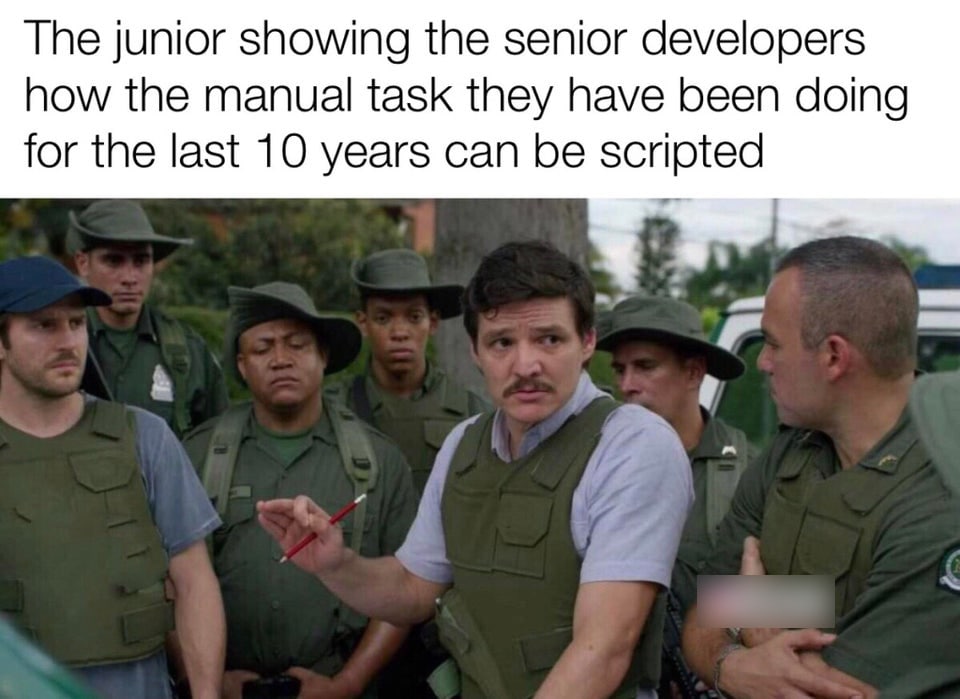 The junior showing the senior developers
how the manual task they have been doing
for the last 10 years can be scripted